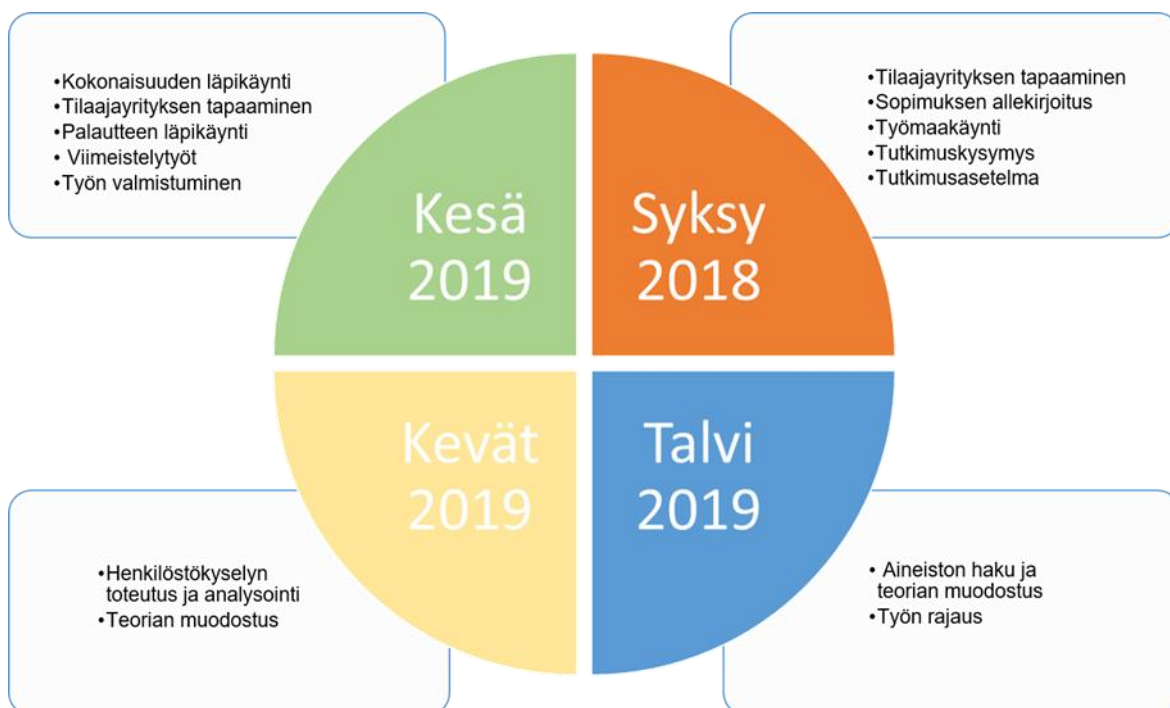 •Kokonaisuuden läpikäynti
•Tilaajayrityksen tapaaminen
•Palautteen läpikäynti
• Viimeistelytyöt
•Työn valmistuminen
Kesä
2019
Syksy
2018
•Tilaajayrityksen tapaaminen
•Sopimuksen allekirjoitus
•Työmaakäynti
•Tutkimuskysymys
•Tutkimusasetelma
•Henkilöstökyselyn
toteutus ja analysointi
•Teorian muodostus
Kevät
2019
Talvi
2019
• Aineiston haku ja
teorian muodostus
•Työn rajaus